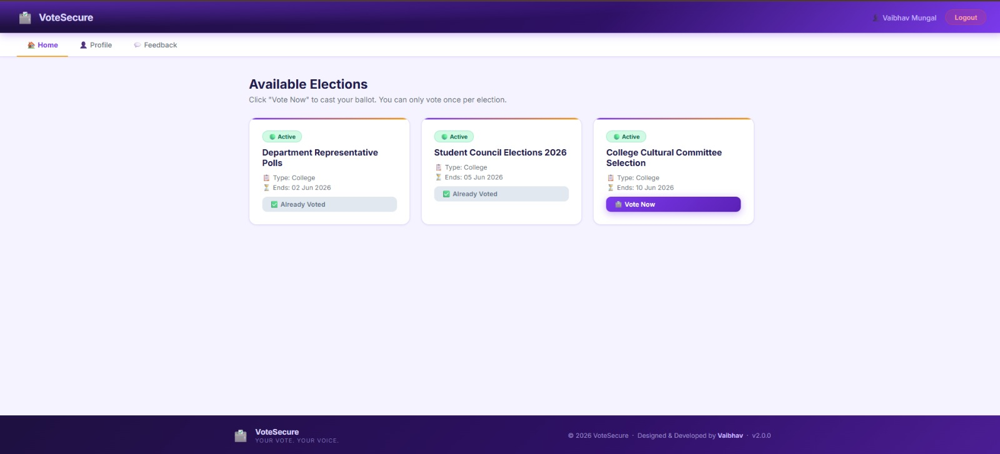 VoteSecure
Vaibhav Mungal
Logout
Home
Profile
Feedback
Available Elections
Click "Vote Now" to cast your ballot. You can only vote once per election.
Active
Department Representative
Polls
Type: College
Ends: 02 Jun 2026
Already Voted
Active
Student Council Elections 2026
Type: College
Ends: 05 Jun 2026
Already Voted
Active
College Cultural Committee
Selection
Type: College
Ends: 10 Jun 2026
Vote Now
VoteSecure
YOUR VOTE. YOUR VOICE.
© 2026 VoteSecure · Designed & Developed by Vaibhav · v2.0.0